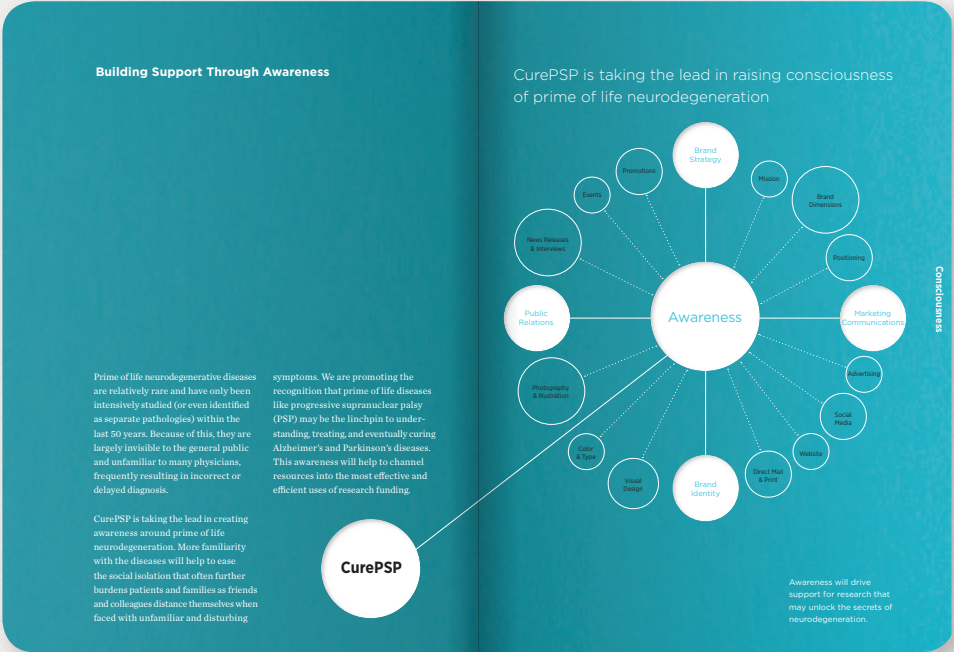 Building Support Through Awareness
Prime of life neurodegenerative diseases
are relatively rare and have only been
intensively studied (or even identified
as separate pathologies) within the
last 50 years. Because of this, they are
largely invisible to the general public
and unfamiliar to many physicians,
frequently resulting in incorrect or
delayed diagnosis.
CurePSP is taking the lead in creating
awareness around prime of life
neurodegeneration. More familiarity
with the diseases will help to ease
the social isolation that often further
burdens patients and families as friends
and colleagues distance themselves when
faced with unfamiliar and disturbing
symptoms. We are promoting the
recognition that prime of life diseases
like progressive supranuclear palsy
(PSP) may be the linchpin to under-
standing, treating, and eventually curing
Alzheimer's and Parkinson's diseases.
This awareness will help to channel
resources into the most effective and
efficient uses of research funding.
CurePSP
CurePSP is taking the lead in raising consciousness
of prime of life neurodegeneration
Brand
Strategy
Mission
Brand
Dimensions
Positioning
Marketing
Communications
Advertising
Social
Media
Website
Direct Mail
& Print
Brand
Identity
Visual
Design
Color
& Type
Photography
& Illustration
Public
Relations
News Releases
& Interviews
Events
Promotions
Awareness
Consciousness
Awareness will drive
support for research that
may unlock the secrets of
neurodegeneration.